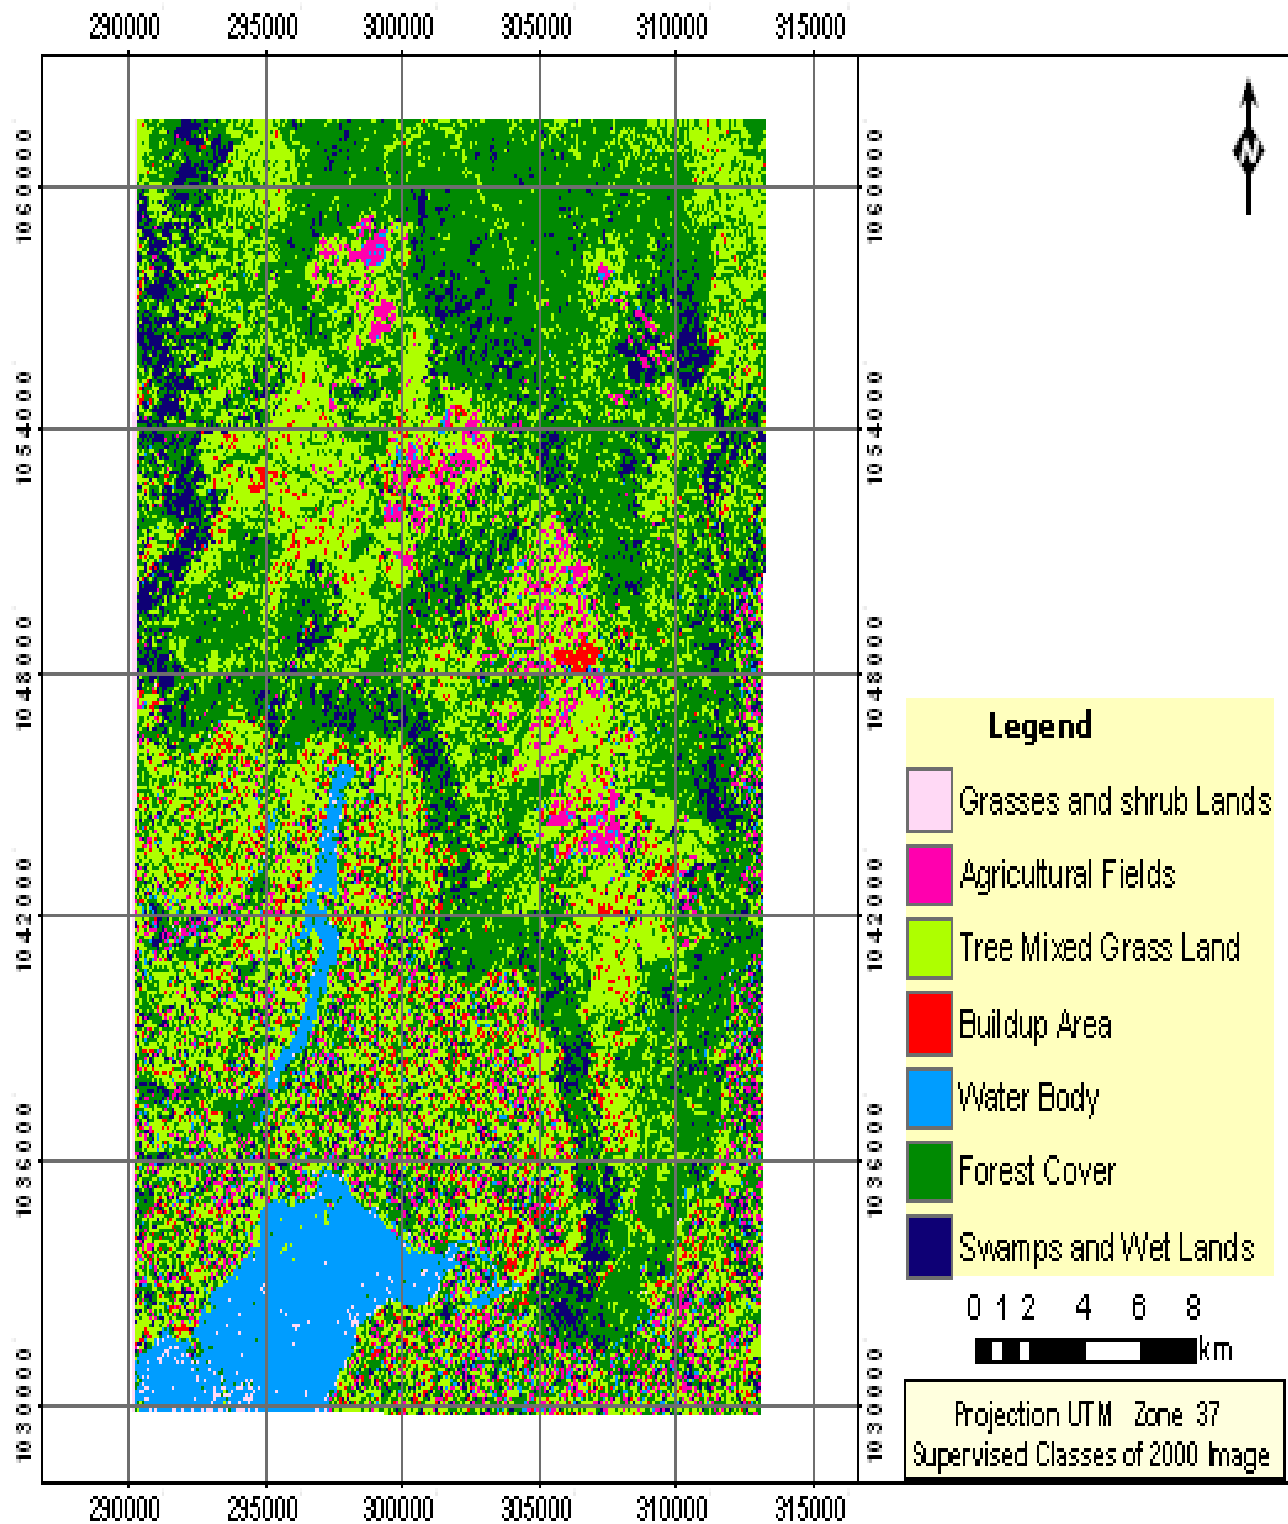 290000 295000 300000 305000 310000 315000
1060000
1060000
1054000
1054000
1048000
1048000
1042000
1042000
1036000
1036000
1030000
1030000
N
Legend
Grasses and shrub Lands
Agricultural Fields
Tree Mixed Grass Land
Buildup Area
Water Body
Forest Cover
Swamps and Wet Lands
0 1 2 4 6 8
km
Projection UTM Zone 37
Supervised Classes of 2000 Image
290000 295000 300000 305000 310000 315000